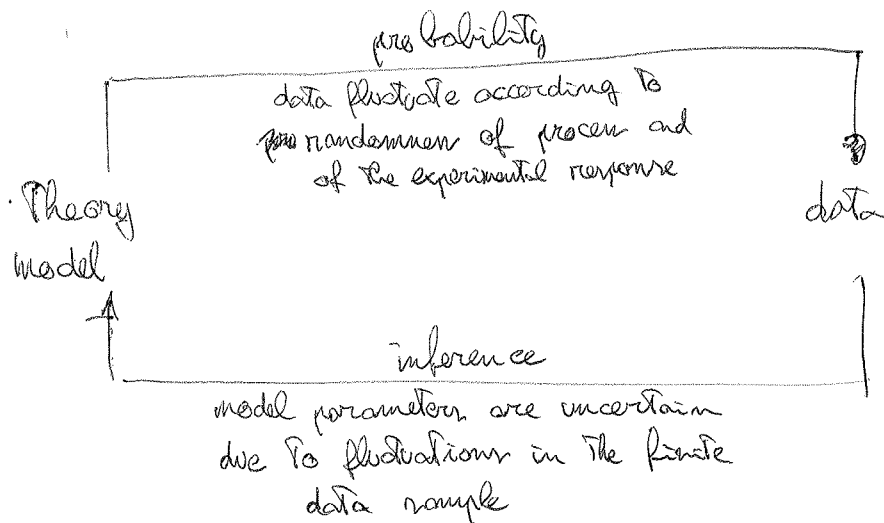 probability
data fluctuate according to
randomness of process and
of the experimental response
Theory
model
data
inference
model parameters are uncertain
due to fluctuations in the finite
data sample